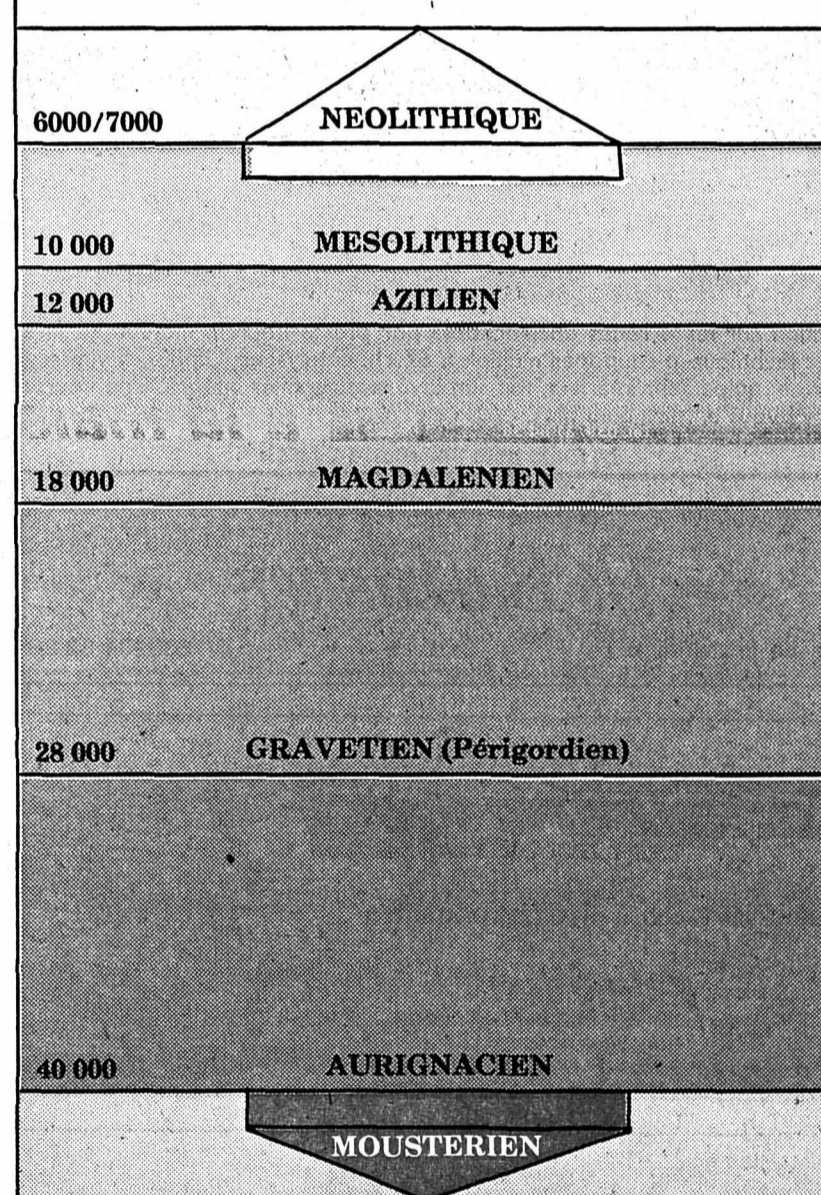 6000/7000 NEOLITHIQUE
10 000 MESOLITHIQUE
12 000 AZILIEN
18 000 MAGDALENIEN
28 000 GRAVETIEN (Périgordien)
40 000 AURIGNACIEN
MOUSTERIEN